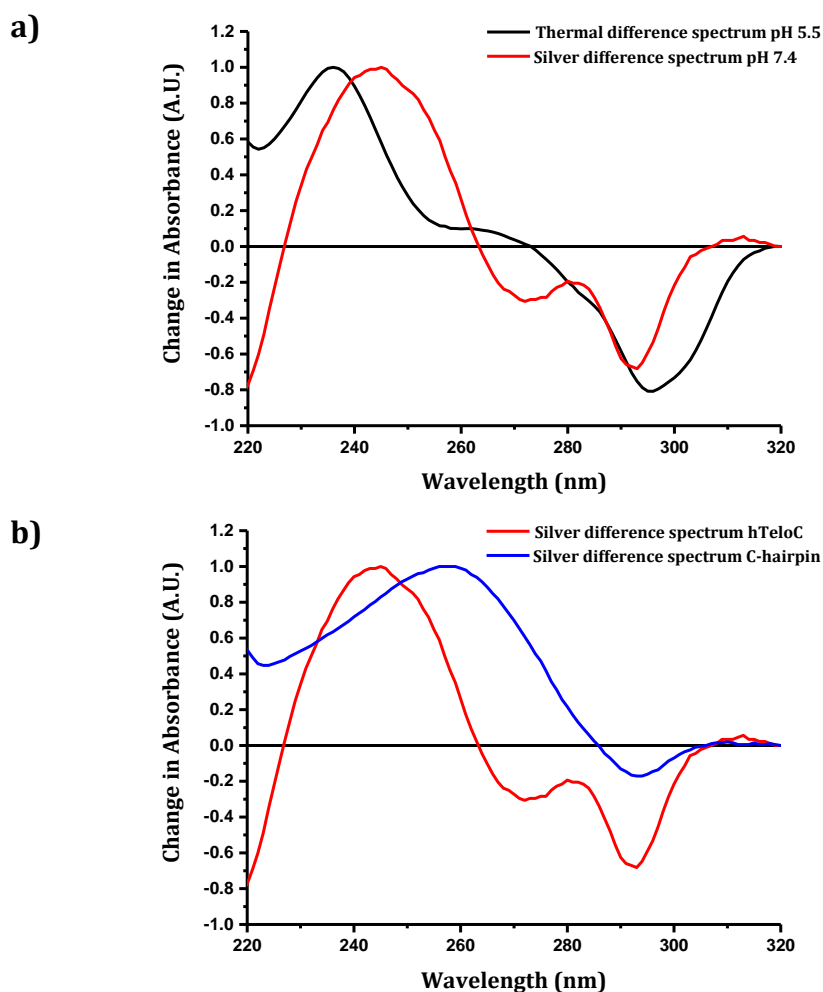 a)
Thermal difference spectrum pH 5.5
Silver difference spectrum pH 7.4
Change in Absorbance (A.U.)
1.2
1.0
0.8
0.6
0.4
0.2
0.0
-0.2
-0.4
-0.6
-0.8
-1.0
220 240 260 280 300 320
Wavelength (nm)
b)
Silver difference spectrum hTeloC
Silver difference spectrum C-hairpin
Change in Absorbance (A.U.)
1.2
1.0
0.8
0.6
0.4
0.2
0.0
-0.2
-0.4
-0.6
-0.8
-1.0
220 240 260 280 300 320
Wavelength (nm)